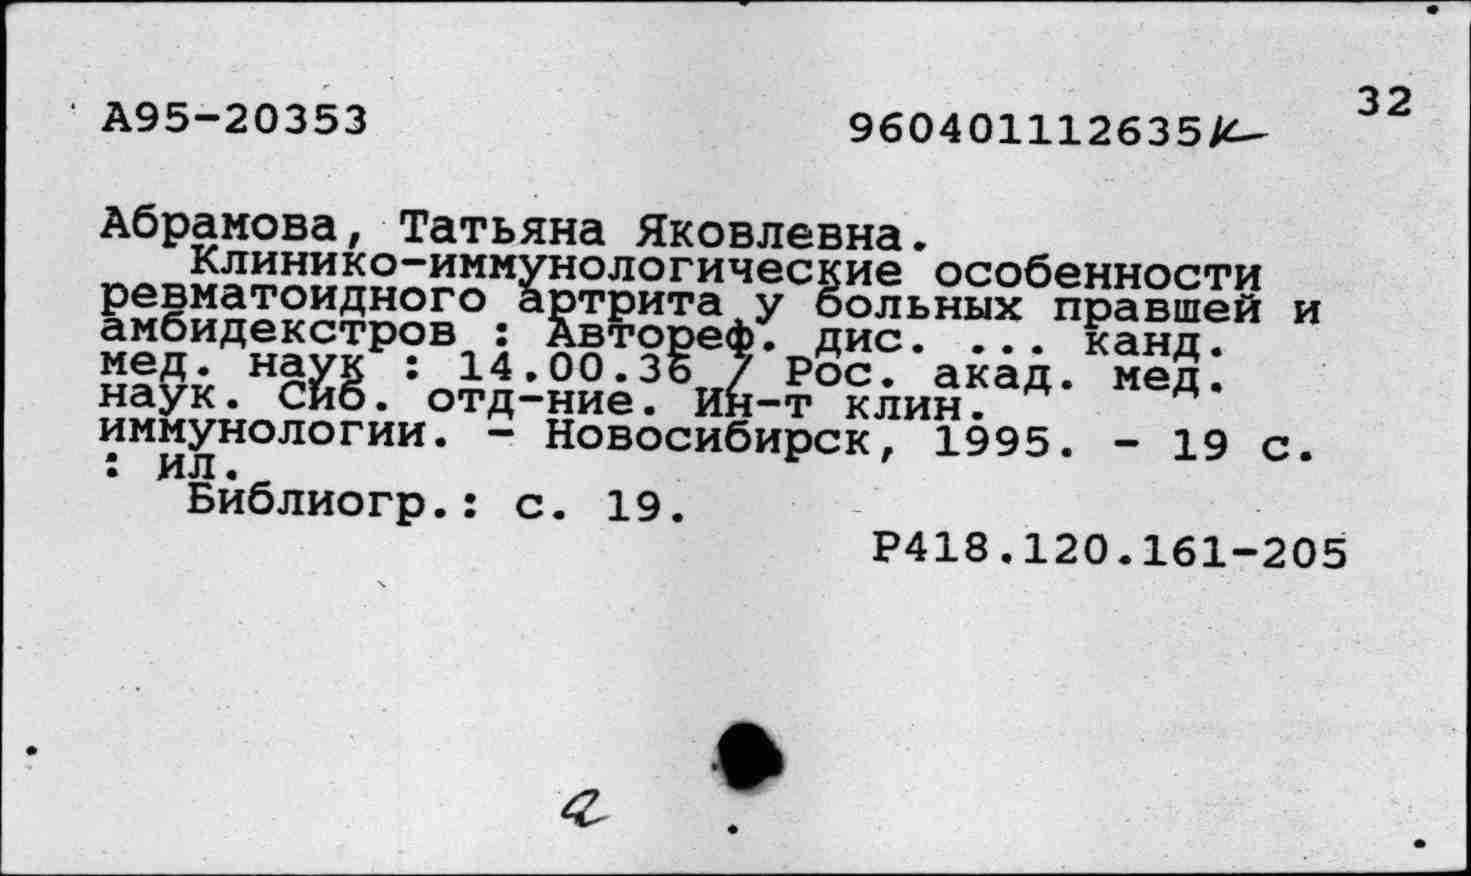 32
А95-20353
960401112635К
Абрамова, Татьяна Яковлевна.
Клинико-иммунологические особенности
ревматоидного артрита у больных правшей и
амбидекстров : Автореф. дис. ... канд.
мед. наук : 14.00.36 / Рос. акад. мед.
наук. Сиб. отд-ние. Ин-т клин.
иммунологии. - Новосибирск, 1995. - 19 с.
: ил.
Библиогр.: с. 19.
Р418.120.161-205
а